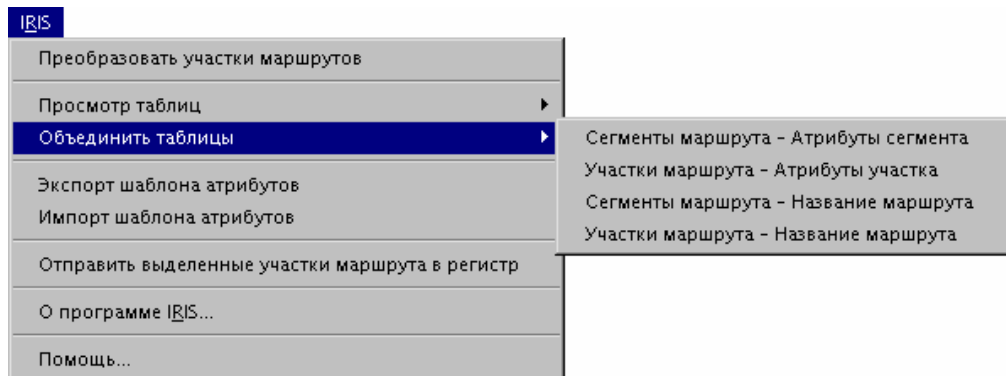 IRIS
Преобразовать участки маршрутов
Просмотр таблиц
Объединить таблицы
Сегменты маршрута - Атрибуты сегмента
Участки маршрута - Атрибуты участка
Сегменты маршрута - Название маршрута
Участки маршрута - Название маршрута
Экспорт шаблона атрибутов
Импорт шаблона атрибутов
Отправить выделенные участки маршрута в регистр
О программе IRIS...
Помощь...